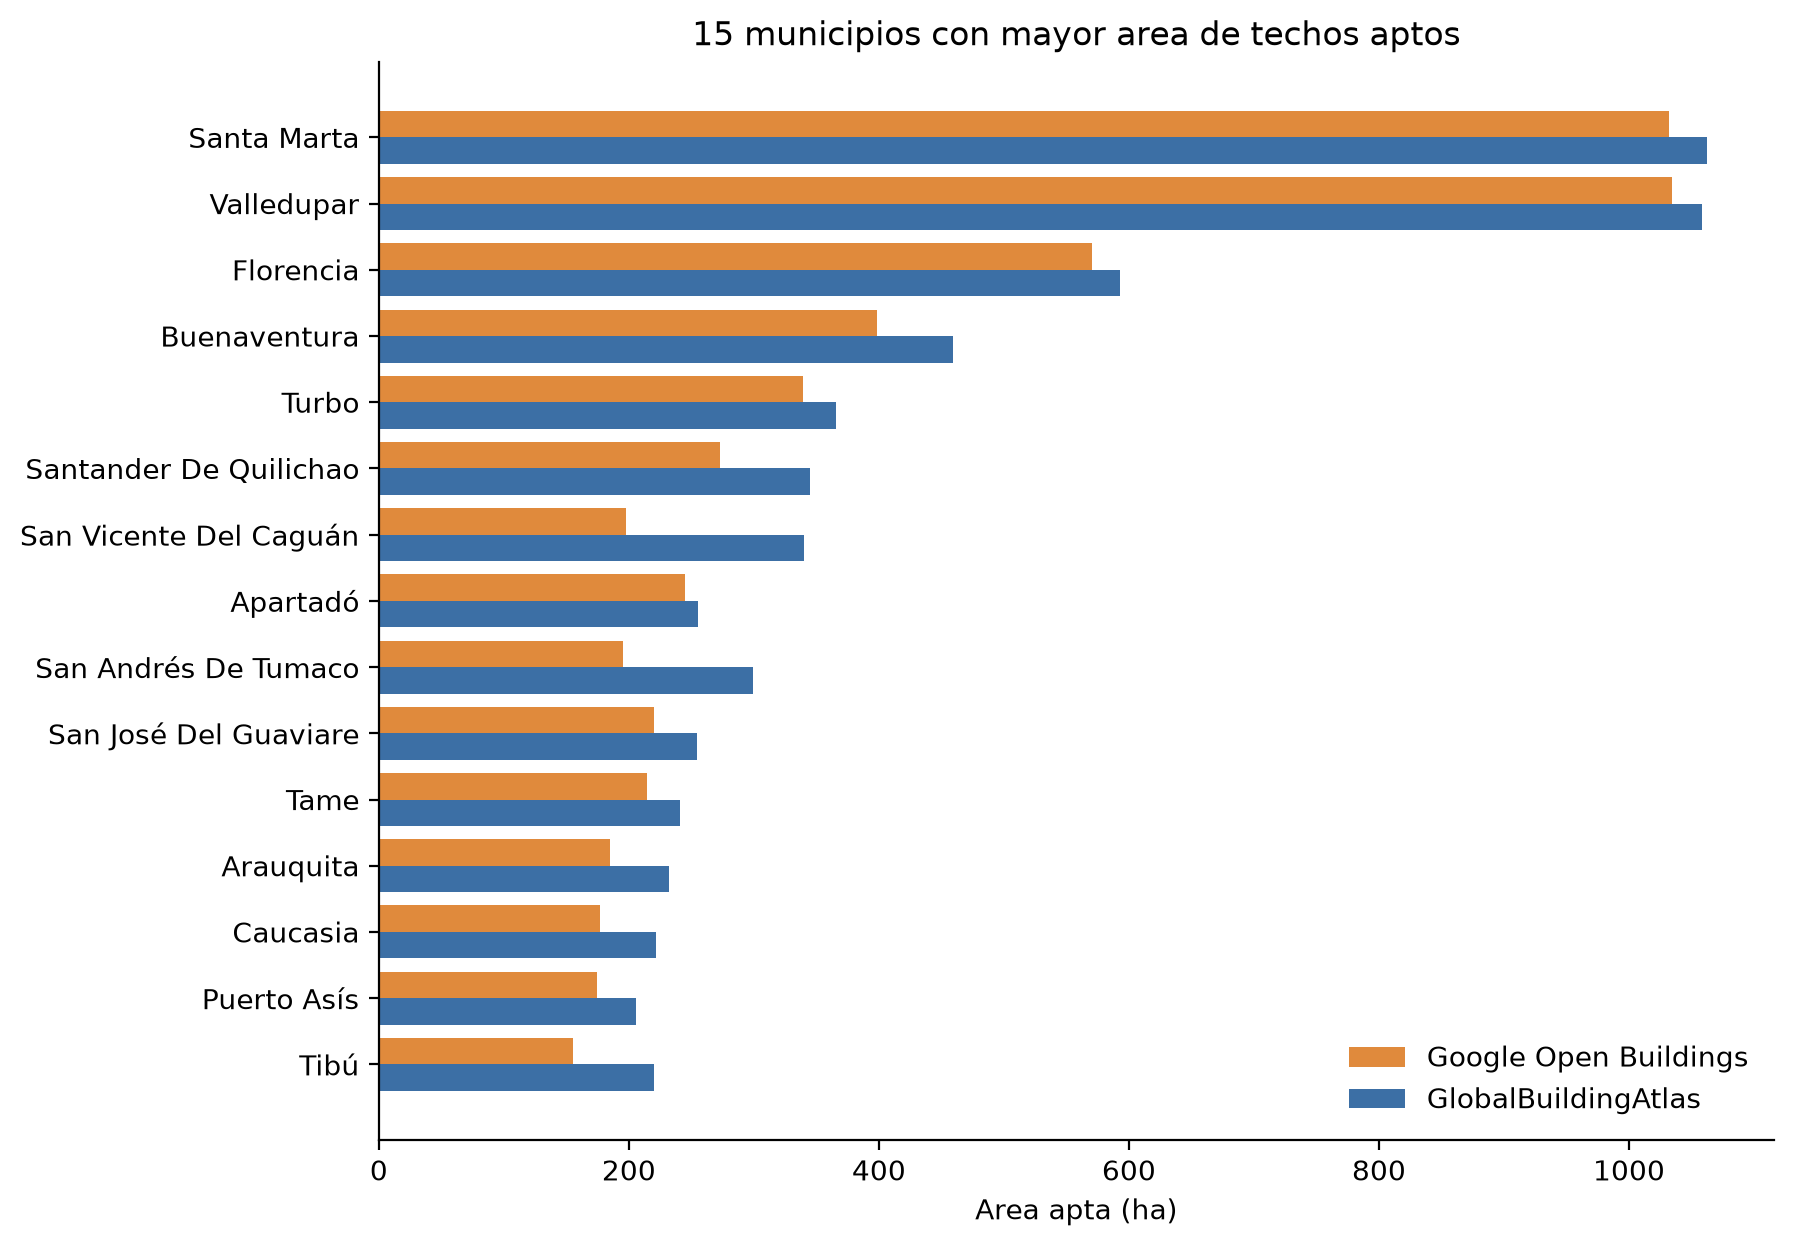 15 municipios con mayor area de techos aptos
Santa Marta
Valledupar
Florencia
Buenaventura
Turbo
Santander De Quilichao
San Vicente Del Caguán
Apartadó
San Andrés De Tumaco
San José Del Guaviare
Tame
Arauquita
Caucasia
Puerto Asís
Tibú
Google Open Buildings
GlobalBuildingAtlas
0 200 400 600 800 1000
Area apta (ha)